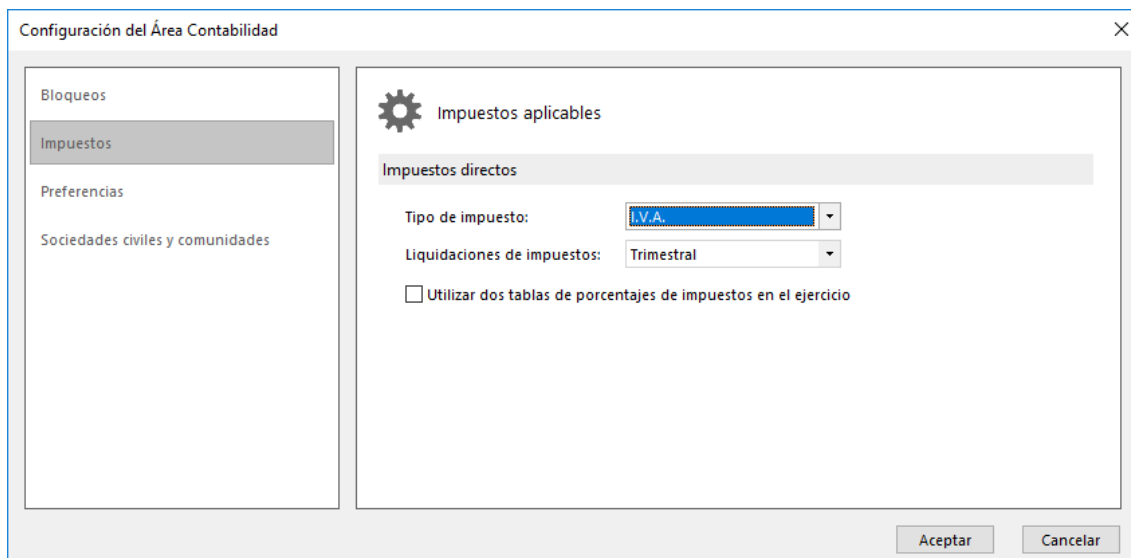 Configuración del Área Contabilidad
Bloqueos
Impuestos
Preferencias
Sociedades civiles y comunidades
Impuestos aplicables
Impuestos directos
Tipo de impuesto: I.V.A.
Liquidaciones de impuestos: Trimestral
Utilizar dos tablas de porcentajes de impuestos en el ejercicio
Aceptar Cancelar